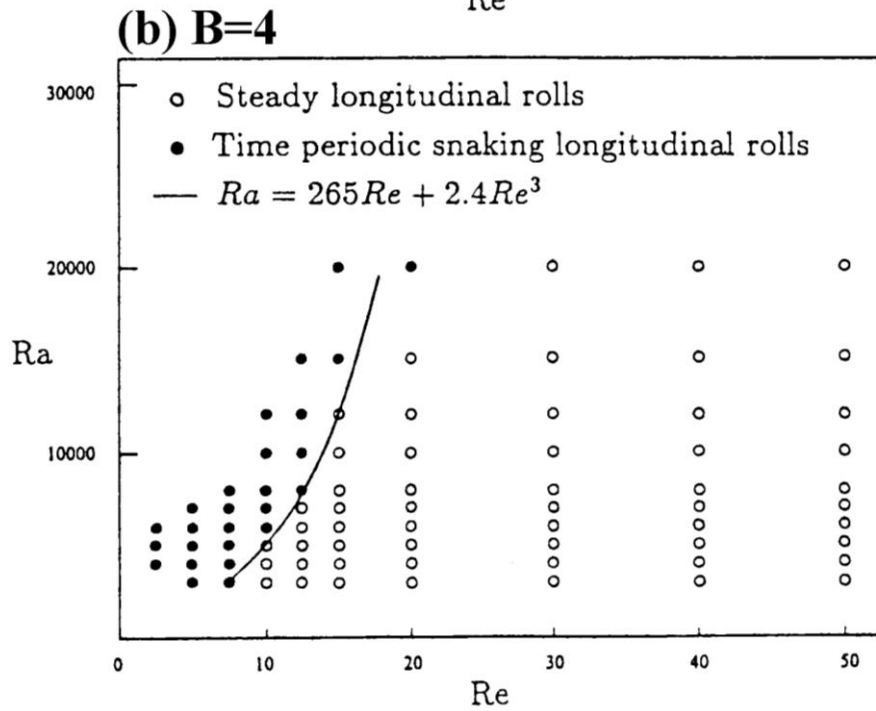 Re
(b) B=4
30000
○ Steady longitudinal rolls
● Time periodic snaking longitudinal rolls
— Ra = 265Re + 2.4Re³
20000
Ra
10000
0 10 20 30 40 50
Re